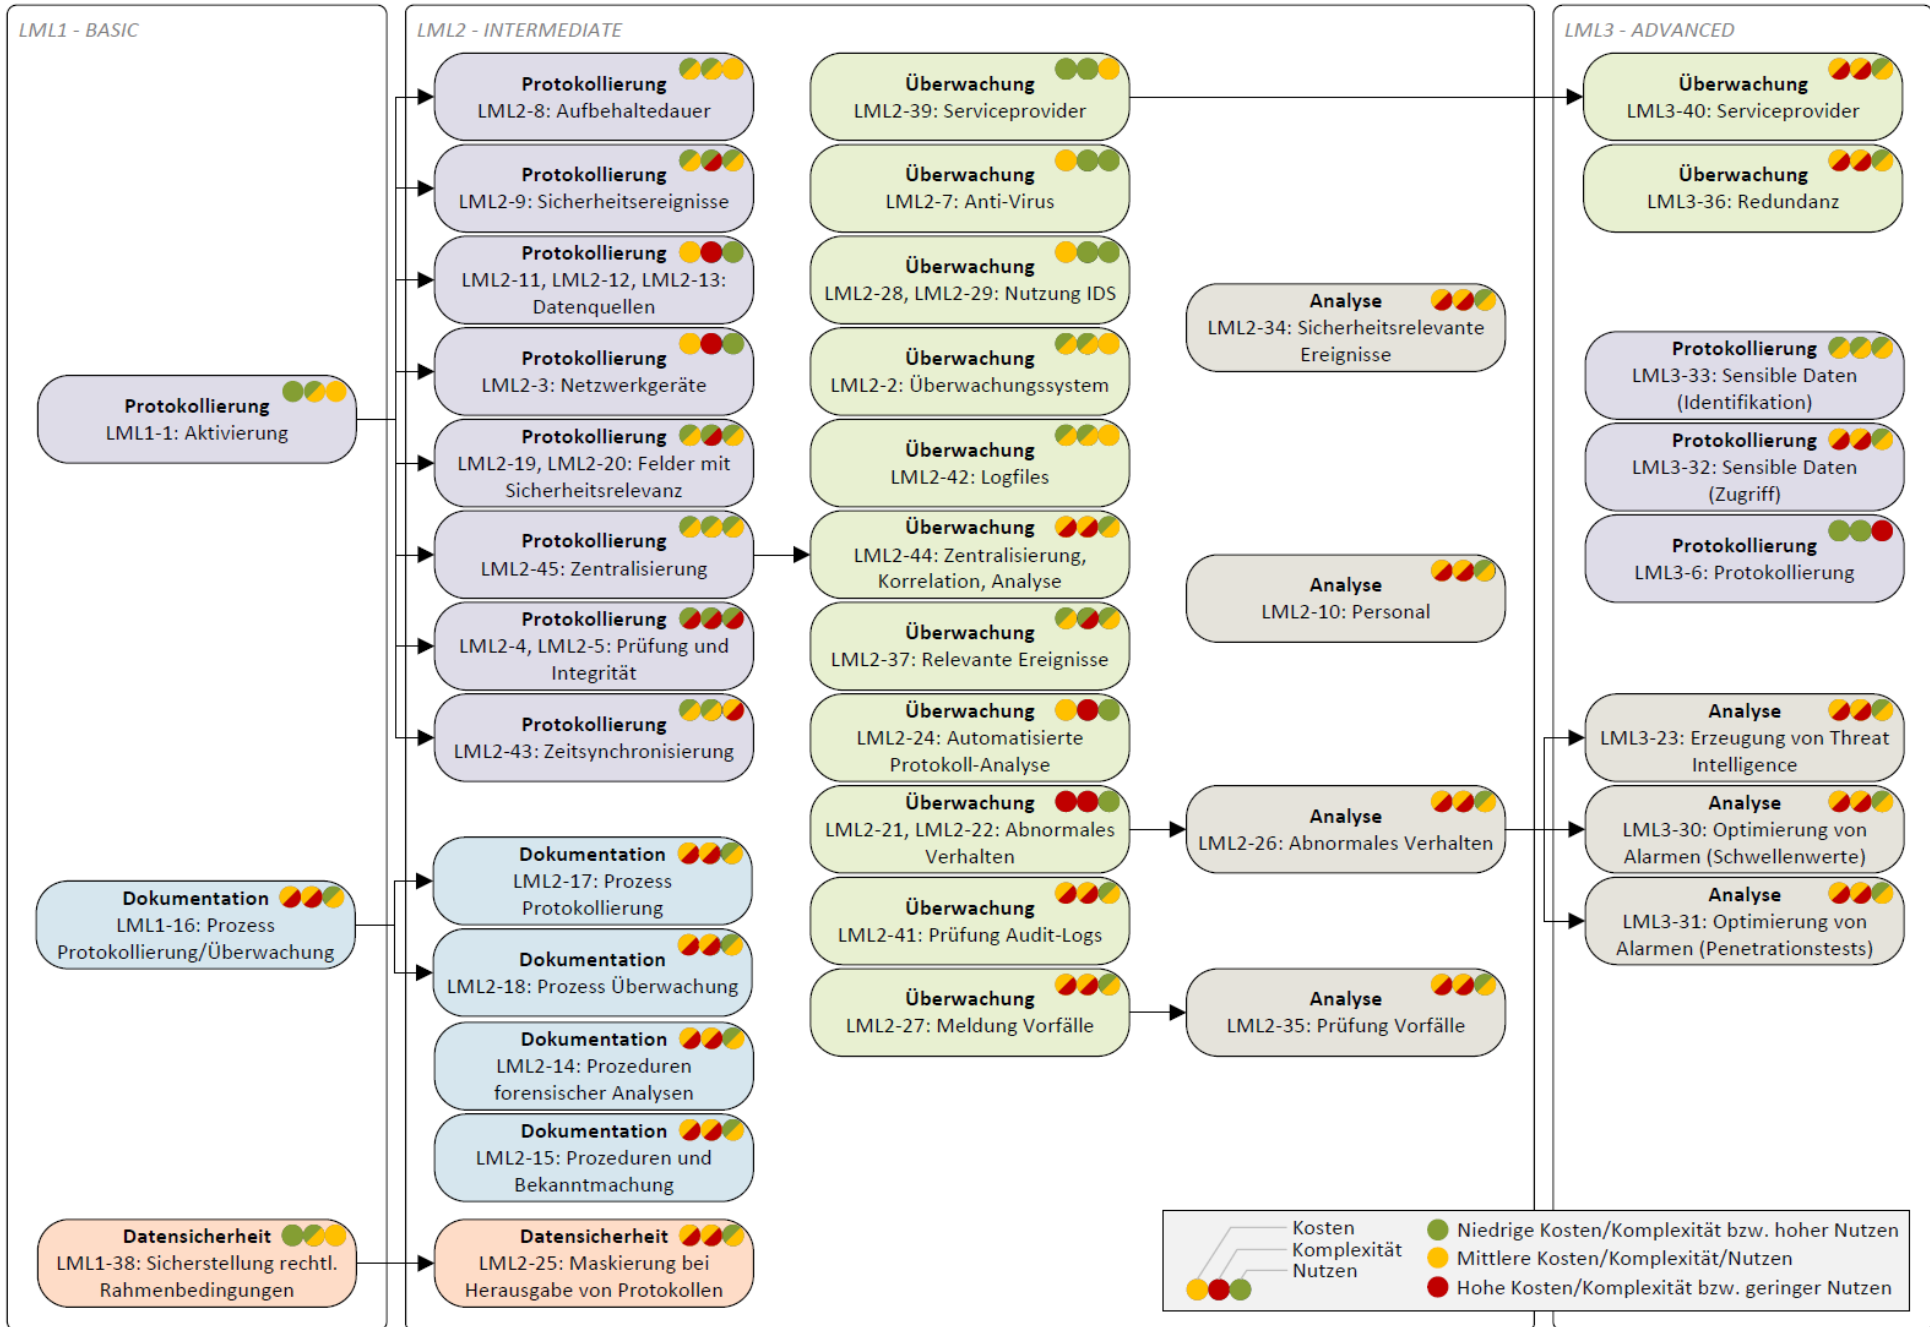 LML1 - BASIC
Protokollierung
LML1-1: Aktivierung
Dokumentation
LML1-16: Prozess
Protokollierung/Überwachung
Datensicherheit
LML1-38: Sicherstellung rechtl.
Rahmenbedingungen
LML2 - INTERMEDIATE
Protokollierung
LML2-8: Aufbehaltedauer
Protokollierung
LML2-9: Sicherheitsereignisse
Protokollierung
LML2-11, LML2-12, LML2-13:
Datenquellen
Protokollierung
LML2-3: Netzwerkgeräte
Protokollierung
LML2-19, LML2-20: Felder mit
Sicherheitsrelevanz
Protokollierung
LML2-45: Zentralisierung
Protokollierung
LML2-4, LML2-5: Prüfung und
Integrität
Protokollierung
LML2-43: Zeitsynchronisierung
Dokumentation
LML2-17: Prozess
Protokollierung
Dokumentation
LML2-18: Prozess Überwachung
Dokumentation
LML2-14: Prozeduren
forensischer Analysen
Dokumentation
LML2-15: Prozeduren und
Bekanntmachung
Datensicherheit
LML2-25: Maskierung bei
Herausgabe von Protokollen
Überwachung
LML2-39: Serviceprovider
Überwachung
LML2-7: Anti-Virus
Überwachung
LML2-28, LML2-29: Nutzung IDS
Überwachung
LML2-2: Überwachungssystem
Überwachung
LML2-42: Logfiles
Überwachung
LML2-44: Zentralisierung,
Korrelation, Analyse
Überwachung
LML2-37: Relevante Ereignisse
Überwachung
LML2-24: Automatisierte
Protokoll-Analyse
Überwachung
LML2-21, LML2-22: Abnormales
Verhalten
Überwachung
LML2-41: Prüfung Audit-Logs
Überwachung
LML2-27: Meldung Vorfälle
Analyse
LML2-34: Sicherheitsrelevante
Ereignisse
Analyse
LML2-10: Personal
Analyse
LML2-26: Abnormales Verhalten
Analyse
LML2-35: Prüfung Vorfälle
LML3 - ADVANCED
Überwachung
LML3-40: Serviceprovider
Überwachung
LML3-36: Redundanz
Protokollierung
LML3-33: Sensible Daten
(Identifikation)
Protokollierung
LML3-32: Sensible Daten
(Zugriff)
Protokollierung
LML3-6: Protokollierung
Analyse
LML3-23: Erzeugung von Threat
Intelligence
Analyse
LML3-30: Optimierung von
Alarmen (Schwellenwerte)
Analyse
LML3-31: Optimierung von
Alarmen (Penetrationstests)
Kosten
Komplexität
Nutzen
Niedrige Kosten/Komplexität bzw. hoher Nutzen
Mittlere Kosten/Komplexität/Nutzen
Hohe Kosten/Komplexität bzw. geringer Nutzen